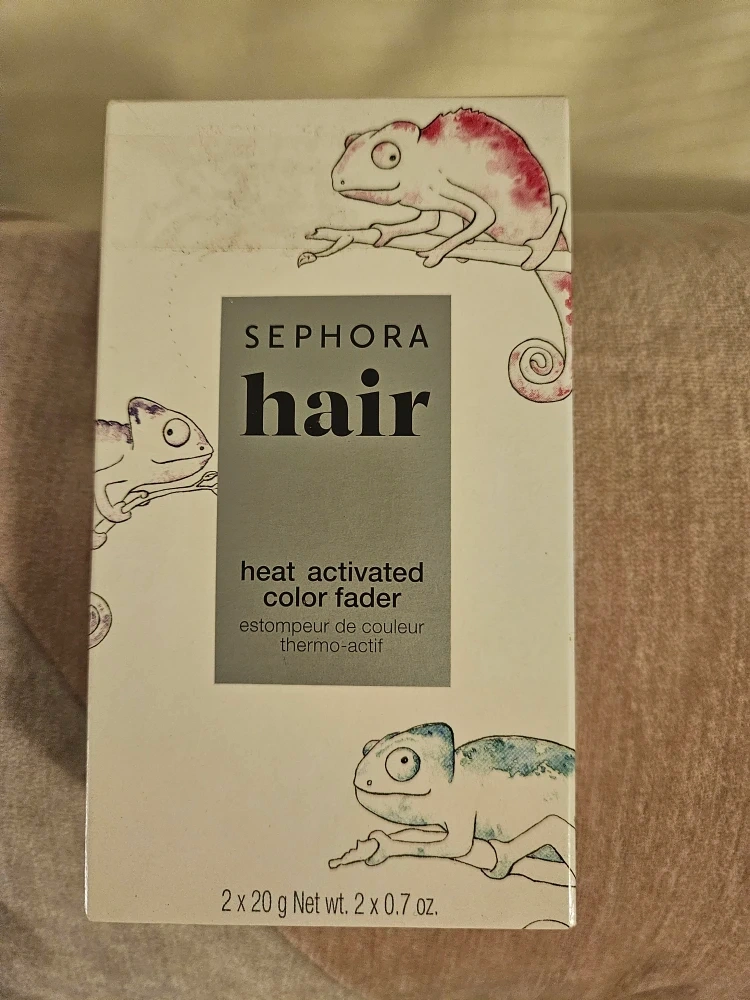 SEPHORA
hair
heat activated
color fader
estompeur de couleur
thermo-actif
2 x 20 g Net wt. 2 x 0.7 oz.